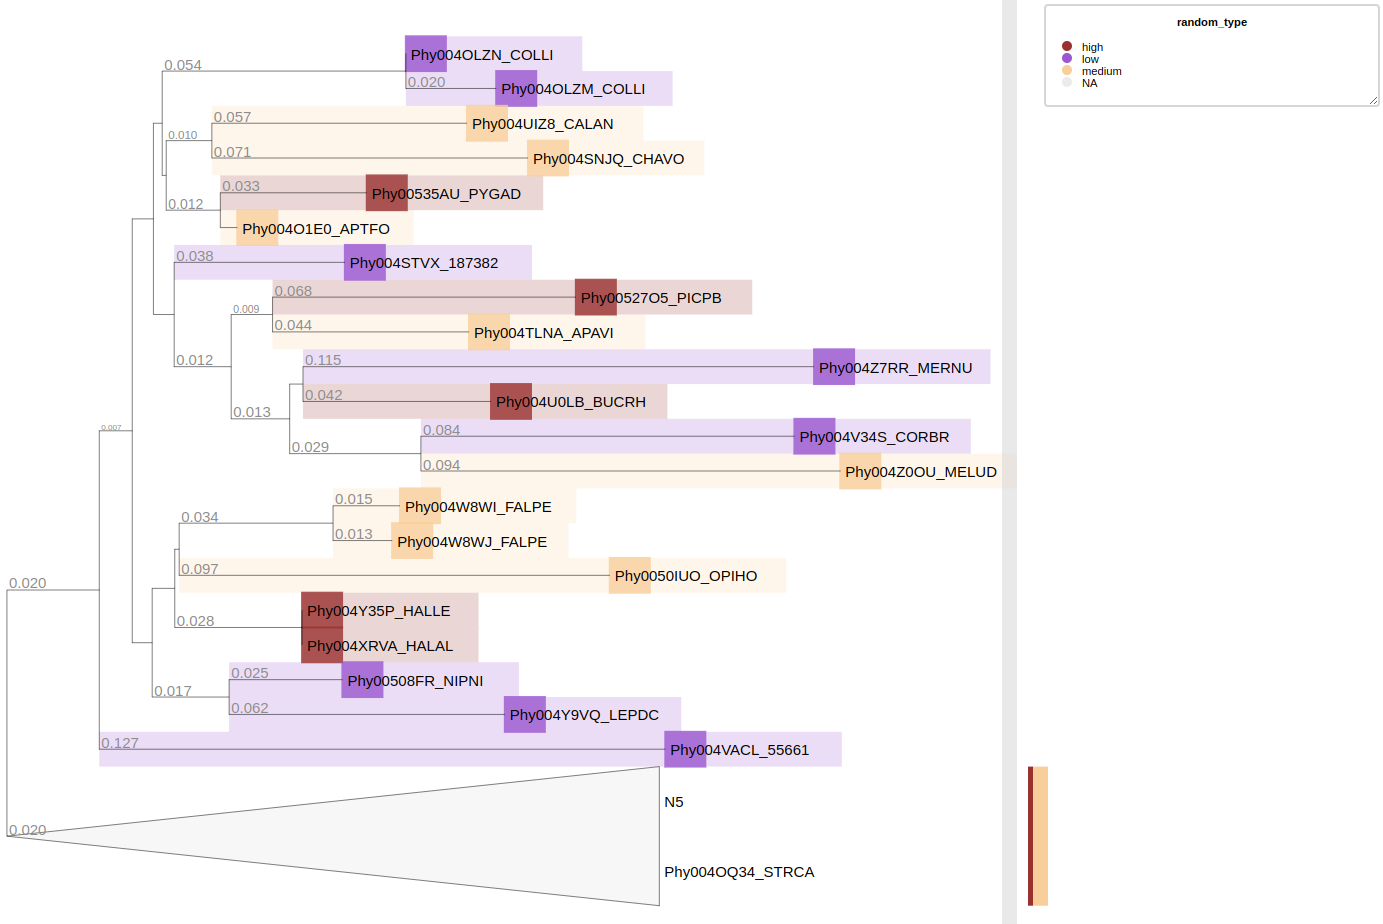 random_type
high
low
medium
NA
Phy004OLZN_COLLI
0.054
0.020
Phy004OLZM_COLLI
0.057
Phy004UIZ8_CALAN
0.010
0.071
Phy004SNJQ_CHAVO
0.033
Phy00535AU_PYGAD
0.012
Phy004O1E0_APTFO
0.038
Phy004STVX_187382
0.068
Phy00527O5_PICPB
0.009
0.044
Phy004TLNA_APAVI
0.012
0.115
Phy004Z7RR_MERNU
0.042
Phy004U0LB_BUCRH
0.013
0.084
Phy004V34S_CORBR
0.007
0.029
0.094
Phy004Z0OU_MELUD
0.015
Phy004W8WI_FALPE
0.034
0.013
Phy004W8WJ_FALPE
0.097
Phy0050IUO_OPIHO
0.020
Phy004Y35P_HALLE
0.028
Phy004XRVA_HALAL
0.025
Phy00508FR_NIPNI
0.017
0.062
Phy004Y9VQ_LEPDC
0.127
Phy004VACL_55661
N5
0.020
Phy004OQ34_STRCA